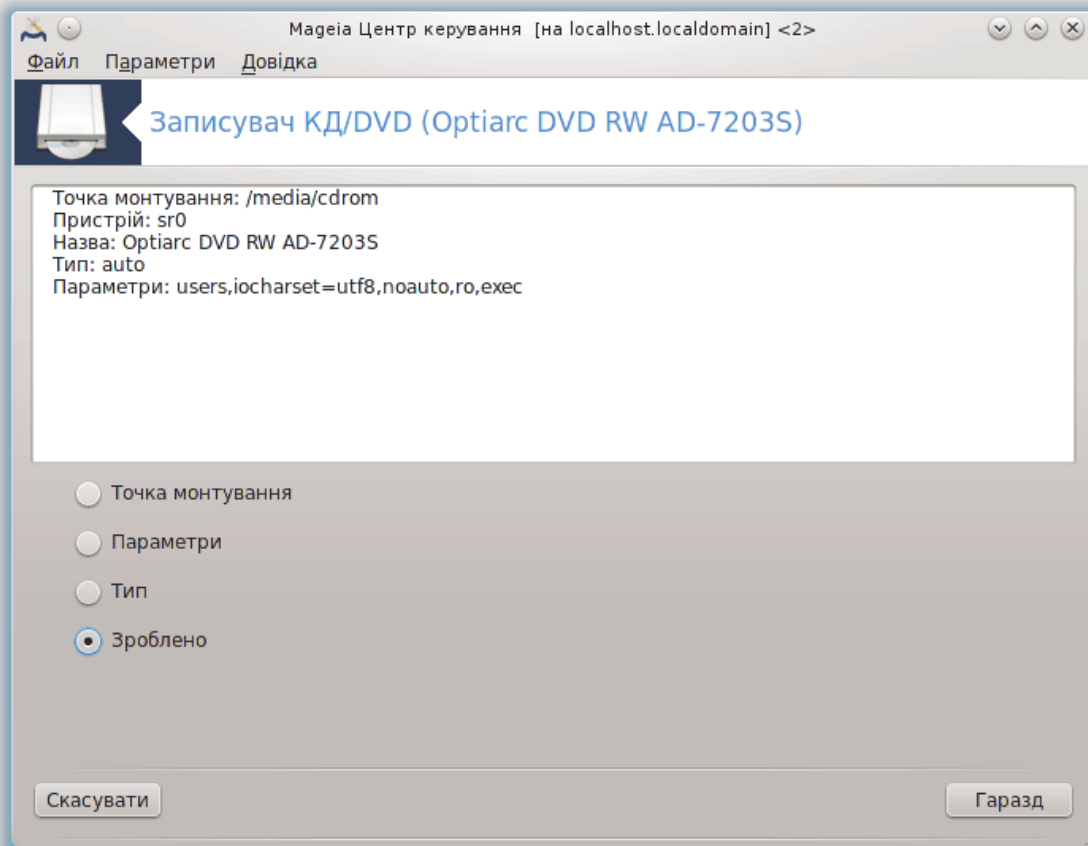 Mageia Центр керування [на localhost.localdomain] <2>
Файл Параметри Довідка
Записувач КД/DVD (Optiarc DVD RW AD-7203S)
Точка монтування: /media/cdrom
Пристрій: sr0
Назва: Optiarc DVD RW AD-7203S
Тип: auto
Параметри: users,iocharset=utf8,noauto,ro,exec
Точка монтування
Параметри
Тип
Зроблено
Скасувати Гаразд